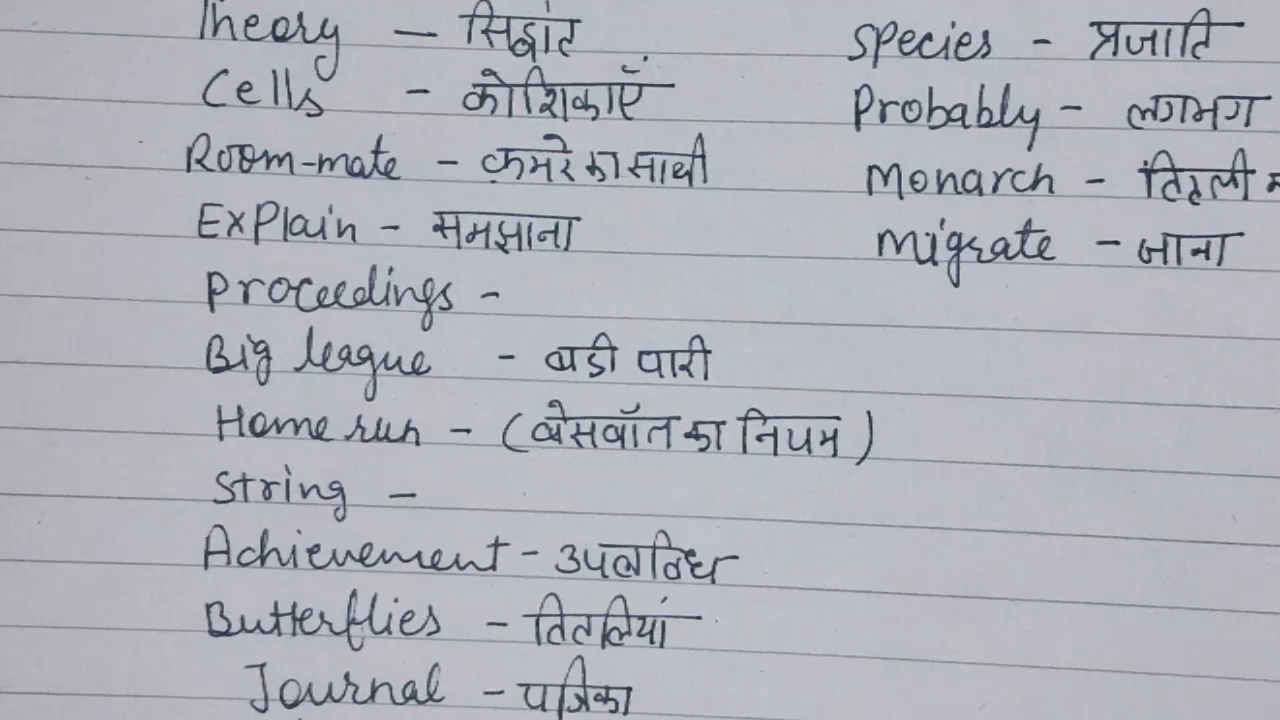 Theory — सिद्धांत
Cells - कोशिकाएँ
Room-mate - कमरे का साथी
Explain - समझाना
Proceedings -
Big league - बडी पारी
Home run - (बेसबॉल का नियम)
String -
Achievement - उपलब्धि
Butterflies - तितलियां
Journal - पत्रिका
Species - प्रजाति
Probably - लगभग
Monarch - तितली
Migrate - जाना